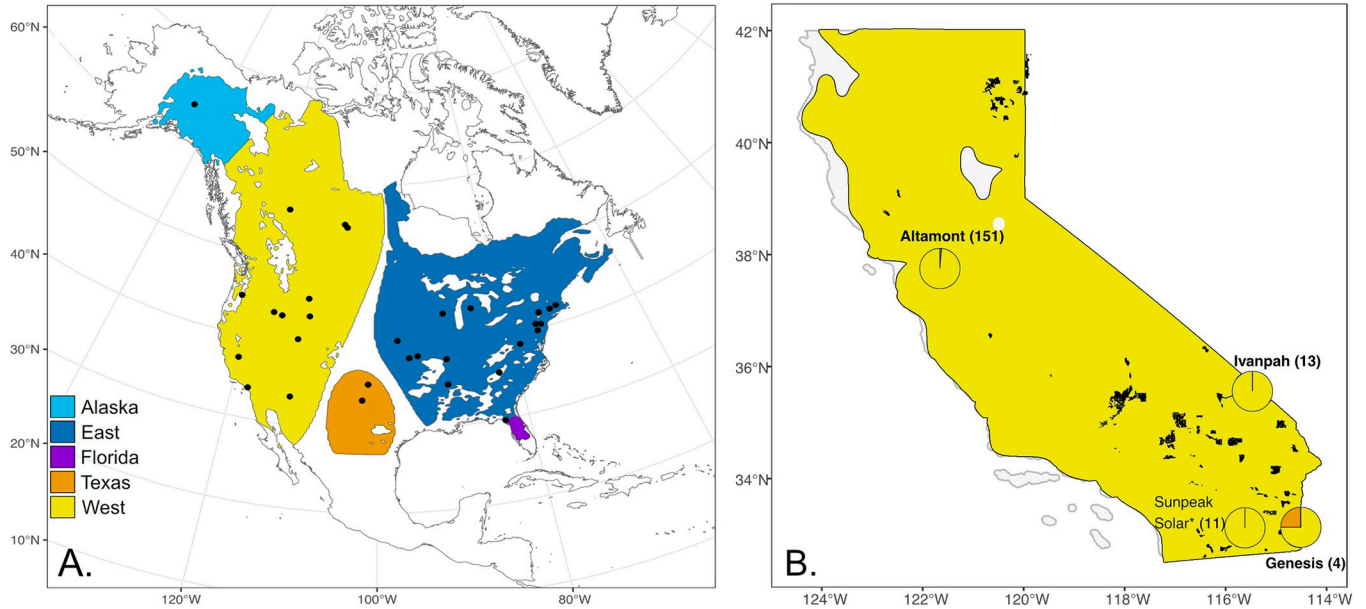 60°N
50°N
40°N
30°N
20°N
10°N
Alaska
East
Florida
Texas
West
A.
120°W
100°W
80°W
42°N
40°N
38°N
36°N
34°N
Altamont (151)
Ivanpah (13)
Sunpeak
Solar* (11)
Genesis (4)
B.
124°W
122°W
120°W
118°W
116°W
114°W